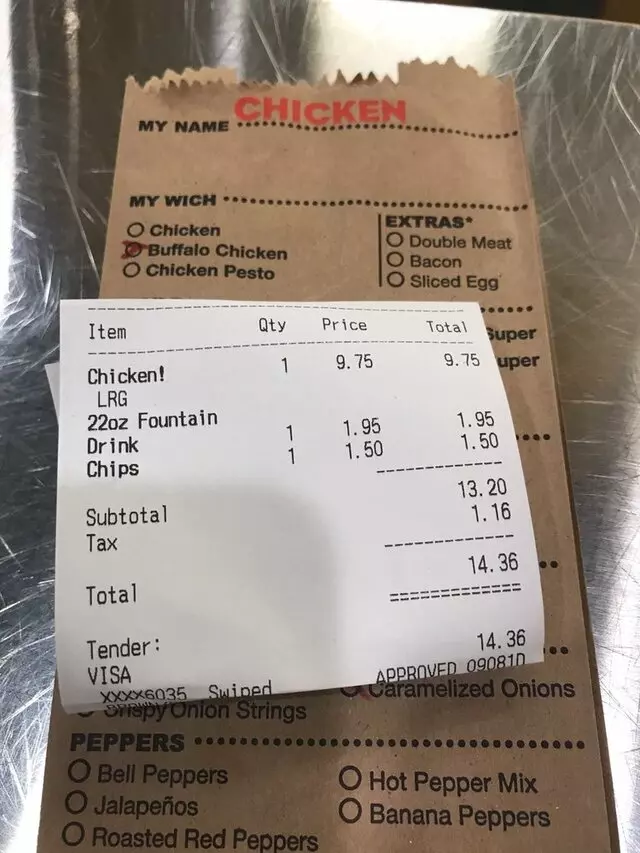 CHICKEN
MY NAME
MY WICH
Chicken
Buffalo Chicken
Chicken Pesto
EXTRAS*
Double Meat
Bacon
Sliced Egg
Super
uper
Item Qty Price Total
Chicken! 1 9.75 9.75
LRG
22oz Fountain
Drink 1 1.95 1.95
Chips 1 1.50 1.50
13.20
Subtotal 1.16
Tax
14.36
Total
Tender: 14.36
VISA APPROVED 09081D
XXXX6035 Swiped
Caramelized Onions
Crispy Onion Strings
PEPPERS
Bell Peppers
Jalapeños
Roasted Red Peppers
Hot Pepper Mix
Banana Peppers